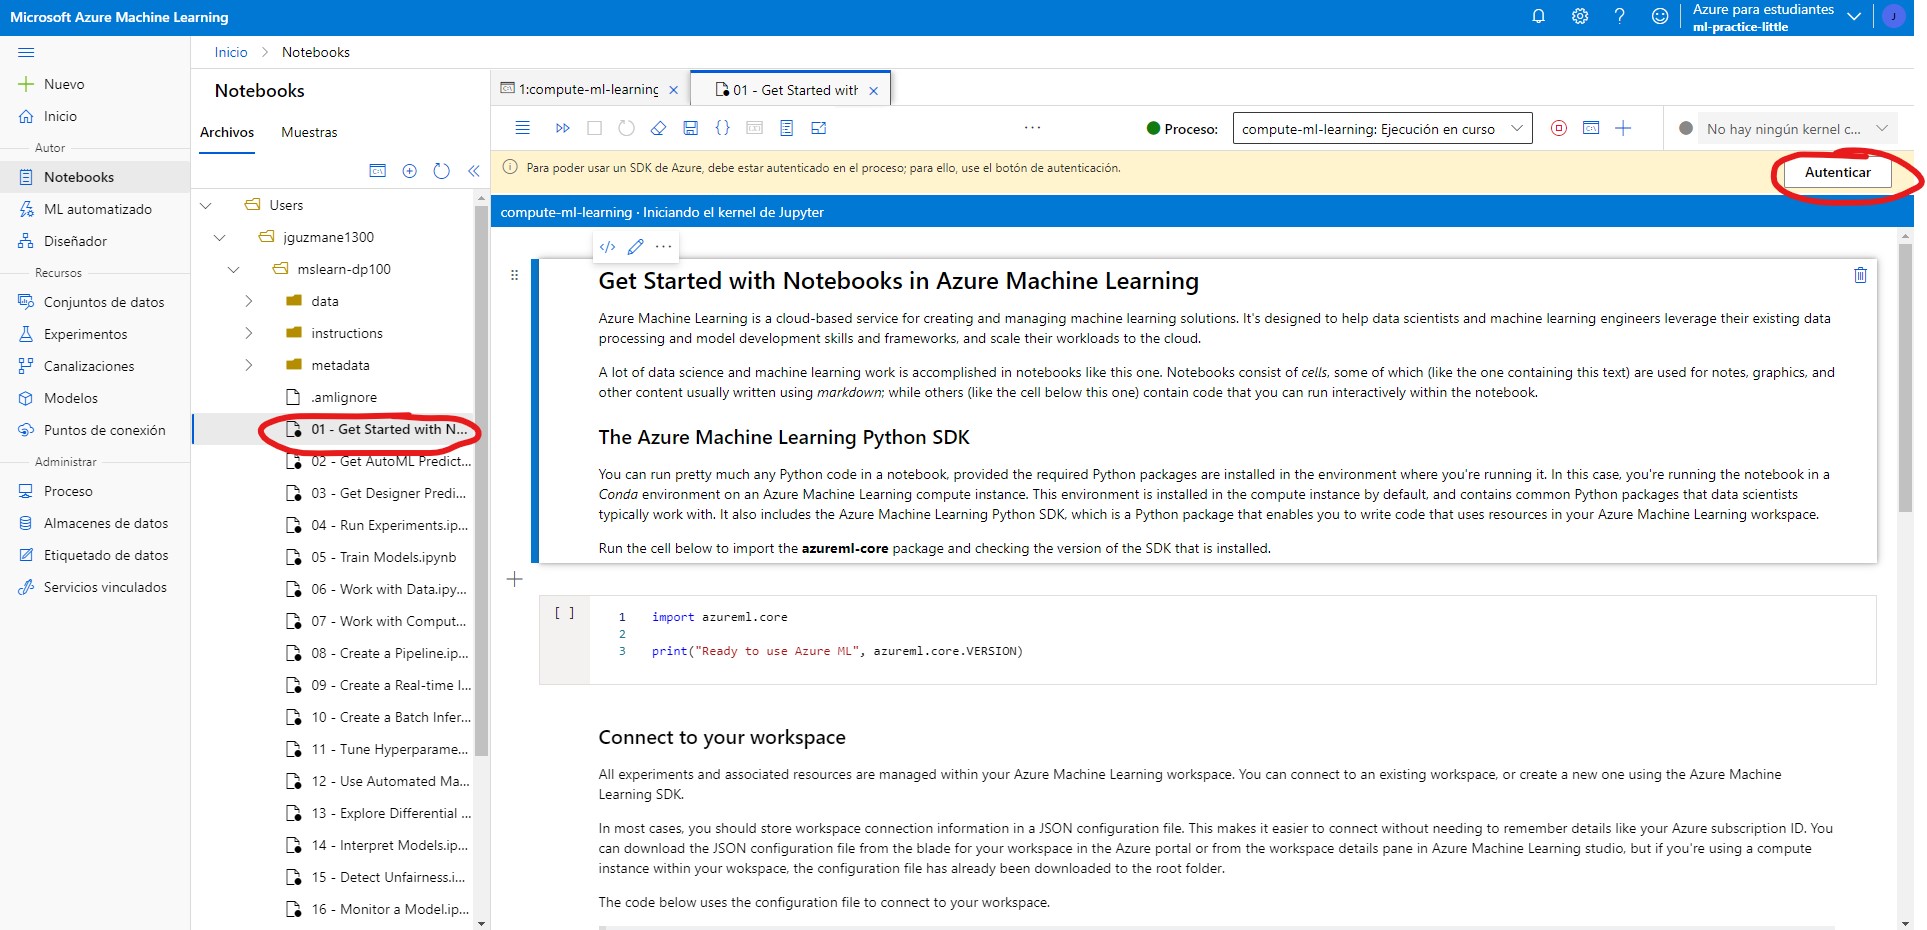 Microsoft Azure Machine Learning
Azure para estudiantes
ml-practice-little
J
Nuevo
Inicio
Autor
Notebooks
ML automatizado
Diseñador
Recursos
Conjuntos de datos
Experimentos
Canalizaciones
Modelos
Puntos de conexión
Administrar
Proceso
Almacenes de datos
Etiquetado de datos
Servicios vinculados
Inicio > Notebooks
Notebooks
Archivos Muestras
Users
jguzmane1300
mslearn-dp100
data
instructions
metadata
.amlignore
01 - Get Started with N...
02 - Get AutoML Predict...
03 - Get Designer Predi...
04 - Run Experiments.ip...
05 - Train Models.ipynb
06 - Work with Data.ipy...
07 - Work with Comput...
08 - Create a Pipeline.ip...
09 - Create a Real-time I...
10 - Create a Batch Infer...
11 - Tune Hyperparame...
12 - Use Automated Ma...
13 - Explore Differential ...
14 - Interpret Models.ip...
15 - Detect Unfairness.i...
16 - Monitor a Model.ip...
1:compute-ml-learning
01 - Get Started with
Proceso: compute-ml-learning: Ejecución en curso
No hay ningún kernel c...
Para poder usar un SDK de Azure, debe estar autenticado en el proceso; para ello, use el botón de autenticación.
Autenticar
compute-ml-learning · Iniciando el kernel de Jupyter
Get Started with Notebooks in Azure Machine Learning
Azure Machine Learning is a cloud-based service for creating and managing machine learning solutions. It's designed to help data scientists and machine learning engineers leverage their existing data
processing and model development skills and frameworks, and scale their workloads to the cloud.
A lot of data science and machine learning work is accomplished in notebooks like this one. Notebooks consist of cells, some of which (like the one containing this text) are used for notes, graphics, and
other content usually written using markdown; while others (like the cell below this one) contain code that you can run interactively within the notebook.
The Azure Machine Learning Python SDK
You can run pretty much any Python code in a notebook, provided the required Python packages are installed in the environment where you're running it. In this case, you're running the notebook in a
Conda environment on an Azure Machine Learning compute instance. This environment is installed in the compute instance by default, and contains common Python packages that data scientists
typically work with. It also includes the Azure Machine Learning Python SDK, which is a Python package that enables you to write code that uses resources in your Azure Machine Learning workspace.
Run the cell below to import the azureml-core package and checking the version of the SDK that is installed.
[ ]
1 import azureml.core
2
3 print("Ready to use Azure ML", azureml.core.VERSION)
Connect to your workspace
All experiments and associated resources are managed within your Azure Machine Learning workspace. You can connect to an existing workspace, or create a new one using the Azure Machine
Learning SDK.
In most cases, you should store workspace connection information in a JSON configuration file. This makes it easier to connect without needing to remember details like your Azure subscription ID. You
can download the JSON configuration file from the blade for your workspace in the Azure portal or from the workspace details pane in Azure Machine Learning studio, but if you're using a compute
instance within your wokspace, the configuration file has already been downloaded to the root folder.
The code below uses the configuration file to connect to your workspace.